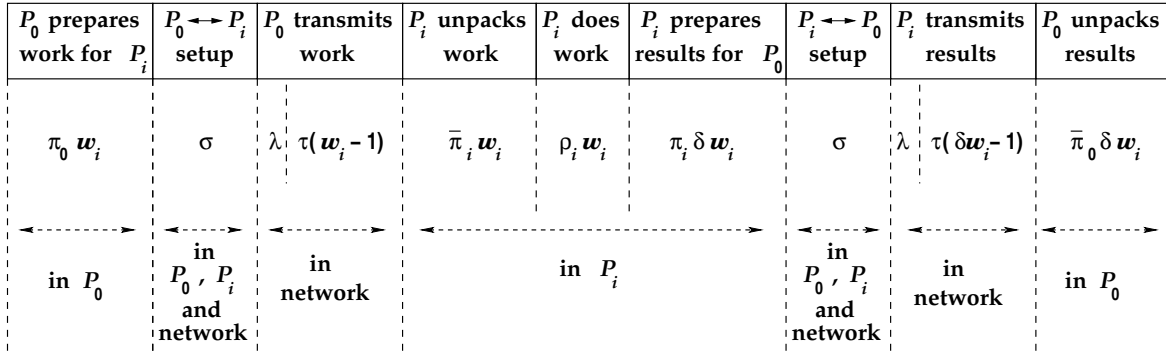 P0 prepares work for Pi
P0 ↔ Pi setup
P0 transmits work
Pi unpacks work
Pi does work
Pi prepares results for P0
Pi ↔ P0 setup
Pi transmits results
P0 unpacks results
π0 wi
σ
λ
τ(wi − 1)
π̄i wi
ρi wi
πi δ wi
σ
λ
τ(δwi − 1)
π̄0 δ wi
in P0
in
P0 , Pi
and
network
in
network
in Pi
in
P0 , Pi
and
network
in
network
in P0